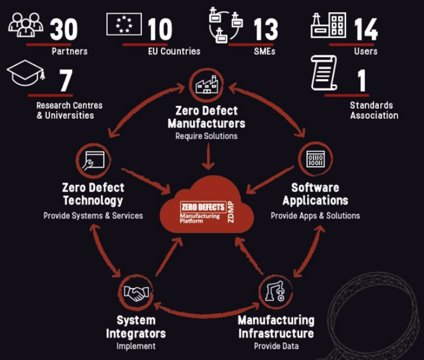 30
Partners
10
EU Countries
13
SMEs
14
Users
7
Research Centres
& Universities
1
Standards
Association
Zero Defect
Manufacturers
Require Solutions
Zero Defect
Technology
Provide Systems & Services
Software
Applications
Provide Apps & Solutions
ZERO DEFECTS
Manufacturing
Platform
ZDMP
System
Integrators
Implement
Manufacturing
Infrastructure
Provide Data